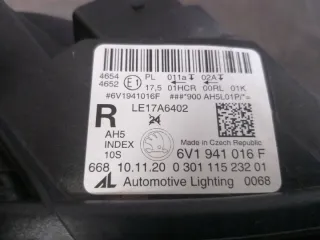 4654 E1 PL 011a 02A
4652 17,5 01HCR 00RL 01K
#6V1941016F ###*900 AH5L01P/*=
LE17A6402
R
AH5
INDEX
10S
Made in Czech Republic
6V1 941 016 F
668 10.11.20 0 301 115 232 01
AL Automotive Lighting 0068